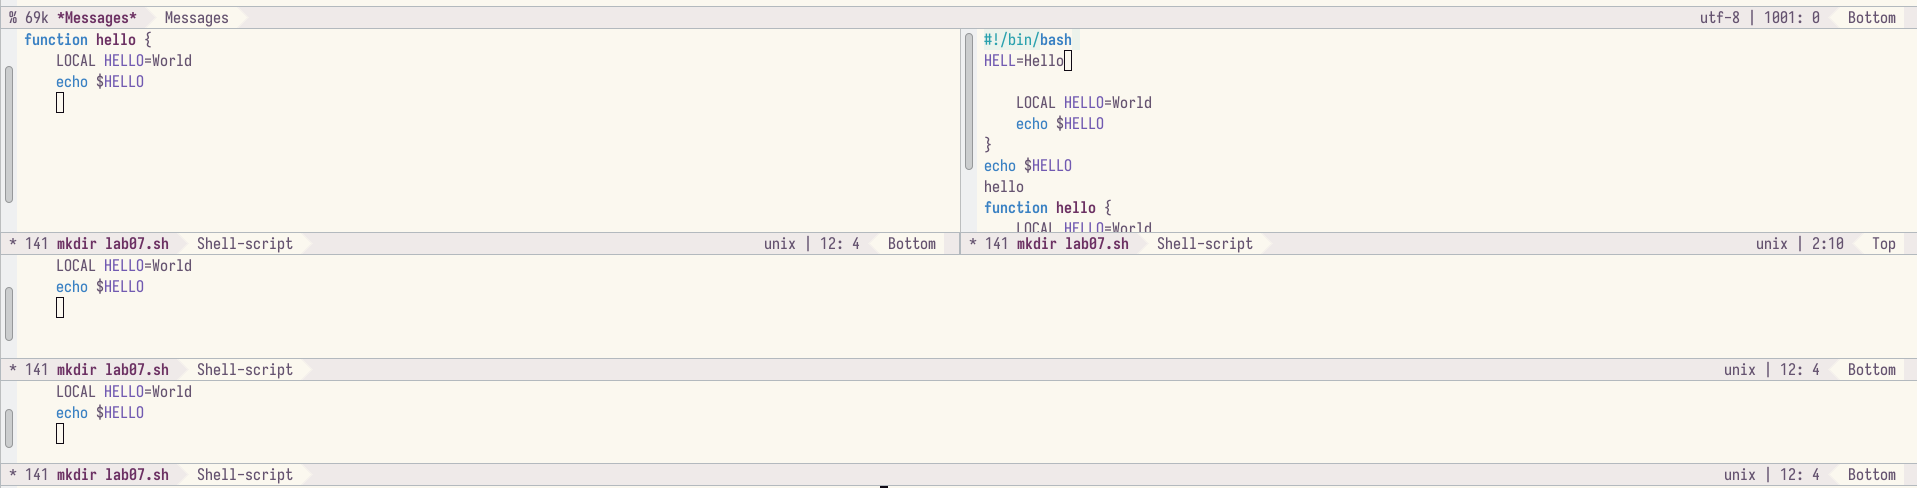 % 69k *Messages* Messages utf-8 | 1001: 0 Bottom
function hello {
    LOCAL HELLO=World
    echo $HELLO
#!/bin/bash
HELL=Hello
    LOCAL HELLO=World
    echo $HELLO
}
echo $HELLO
hello
function hello {
    LOCAL HELLO=World
* 141 mkdir lab07.sh Shell-script unix | 12: 4 Bottom
* 141 mkdir lab07.sh Shell-script unix | 2:10 Top
    LOCAL HELLO=World
    echo $HELLO
* 141 mkdir lab07.sh Shell-script unix | 12: 4 Bottom
    LOCAL HELLO=World
    echo $HELLO
* 141 mkdir lab07.sh Shell-script unix | 12: 4 Bottom